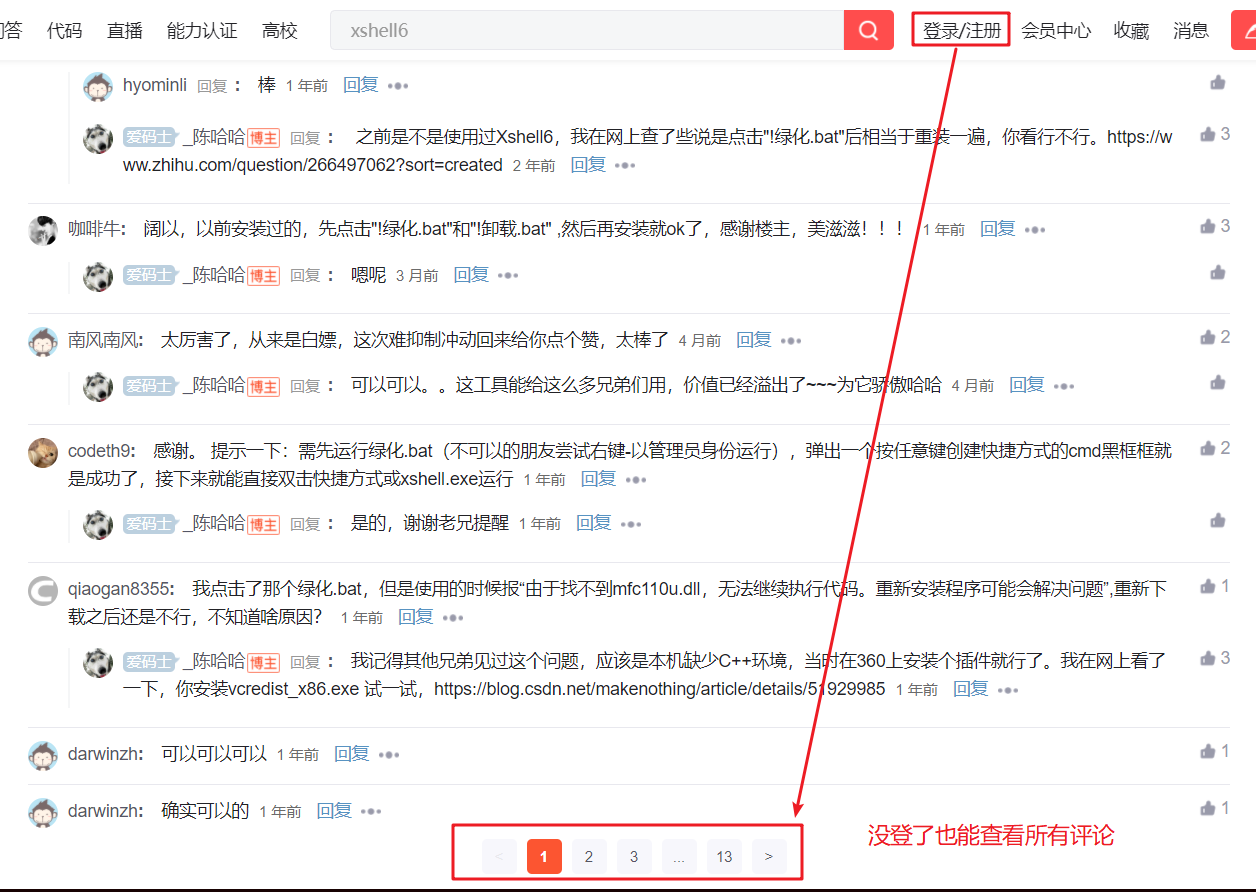 问答 代码 直播 能力认证 高校 xshell6 登录/注册 会员中心 收藏 消息
hyominli 回复： 棒 1 年前 回复
爱码士 _陈哈哈 博主 回复： 之前是不是使用过Xshell6，我在网上查了些说是点击"!绿化.bat"后相当于重装一遍，你看行不行。https://w 3
ww.zhihu.com/question/266497062?sort=created 2 年前 回复
咖啡牛： 阔以，以前安装过的，先点击"!绿化.bat"和"!卸载.bat" ,然后再安装就ok了，感谢楼主，美滋滋！！！ 1 年前 回复 3
爱码士 _陈哈哈 博主 回复： 嗯呢 3 月前 回复
南风南风： 太厉害了，从来是白嫖，这次难抑制冲动回来给你点个赞，太棒了 4 月前 回复 2
爱码士 _陈哈哈 博主 回复： 可以可以。。这工具能给这么多兄弟们用，价值已经溢出了~~~为它骄傲哈哈 4 月前 回复
codeth9： 感谢。 提示一下：需先运行绿化.bat（不可以的朋友尝试右键-以管理员身份运行），弹出一个按任意键创建快捷方式的cmd黑框框就 2
是成功了，接下来就能直接双击快捷方式或xshell.exe运行 1 年前 回复
爱码士 _陈哈哈 博主 回复： 是的，谢谢老兄提醒 1 年前 回复
qiaogan8355： 我点击了那个绿化.bat，但是使用的时候报“由于找不到mfc110u.dll，无法继续执行代码。重新安装程序可能会解决问题”,重新下 1
载之后还是不行，不知道啥原因？ 1 年前 回复
爱码士 _陈哈哈 博主 回复： 我记得其他兄弟见过这个问题，应该是本机缺少C++环境，当时在360上安装个插件就行了。我在网上看了 3
一下，你安装vcredist_x86.exe 试一试，https://blog.csdn.net/makenothing/article/details/51929985 1 年前 回复
darwinzh： 可以可以可以 1 年前 回复 1
darwinzh： 确实可以的 1 年前 回复 1
没登了也能查看所有评论
< 1 2 3 ... 13 >